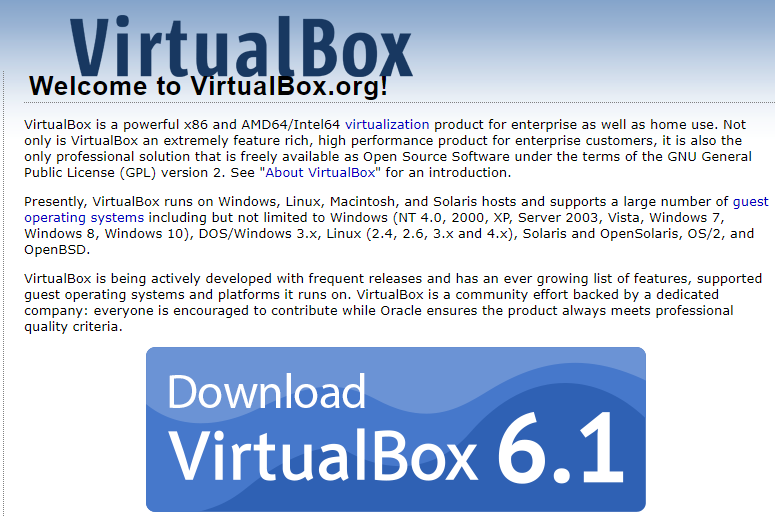 VirtualBox
Welcome to VirtualBox.org!
VirtualBox is a powerful x86 and AMD64/Intel64 virtualization product for enterprise as well as home use. Not
only is VirtualBox an extremely feature rich, high performance product for enterprise customers, it is also the
only professional solution that is freely available as Open Source Software under the terms of the GNU General
Public License (GPL) version 2. See "About VirtualBox" for an introduction.
Presently, VirtualBox runs on Windows, Linux, Macintosh, and Solaris hosts and supports a large number of guest
operating systems including but not limited to Windows (NT 4.0, 2000, XP, Server 2003, Vista, Windows 7,
Windows 8, Windows 10), DOS/Windows 3.x, Linux (2.4, 2.6, 3.x and 4.x), Solaris and OpenSolaris, OS/2, and
OpenBSD.
VirtualBox is being actively developed with frequent releases and has an ever growing list of features, supported
guest operating systems and platforms it runs on. VirtualBox is a community effort backed by a dedicated
company: everyone is encouraged to contribute while Oracle ensures the product always meets professional
quality criteria.
Download
VirtualBox 6.1